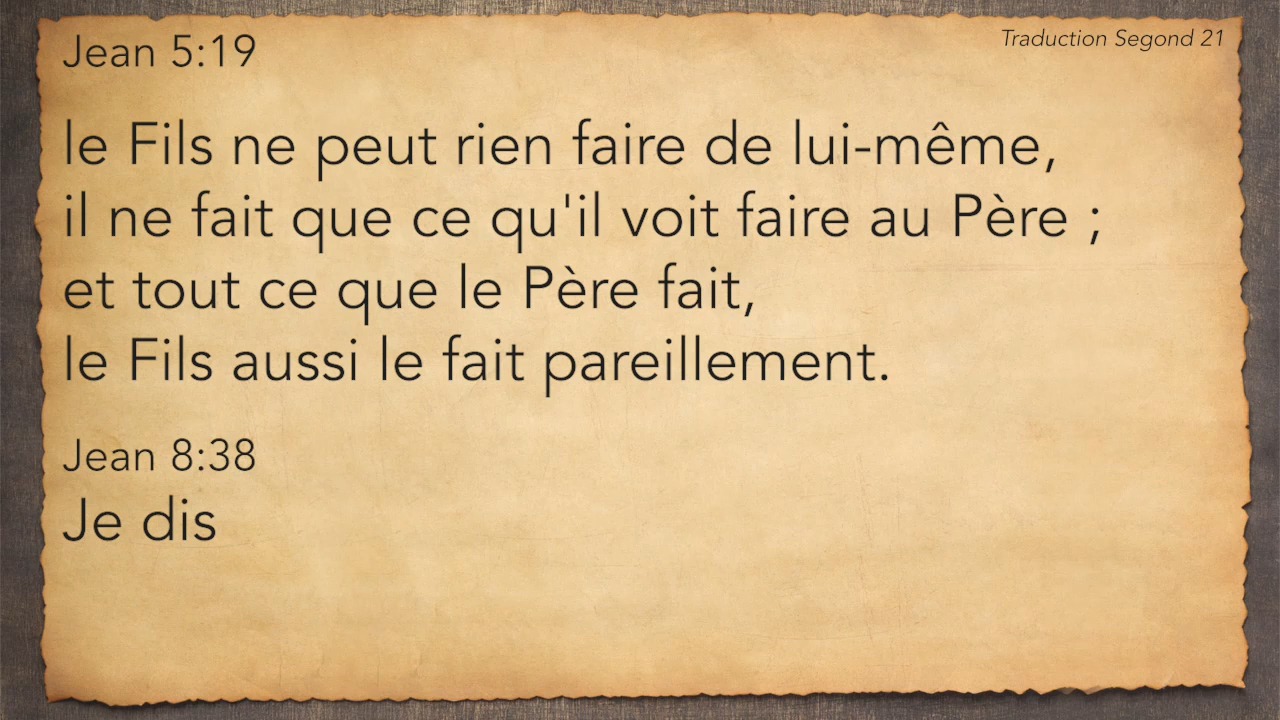 Jean 5:19
Traduction Segond 21
le Fils ne peut rien faire de lui-même,
il ne fait que ce qu'il voit faire au Père ;
et tout ce que le Père fait,
le Fils aussi le fait pareillement.
Jean 8:38
Je dis